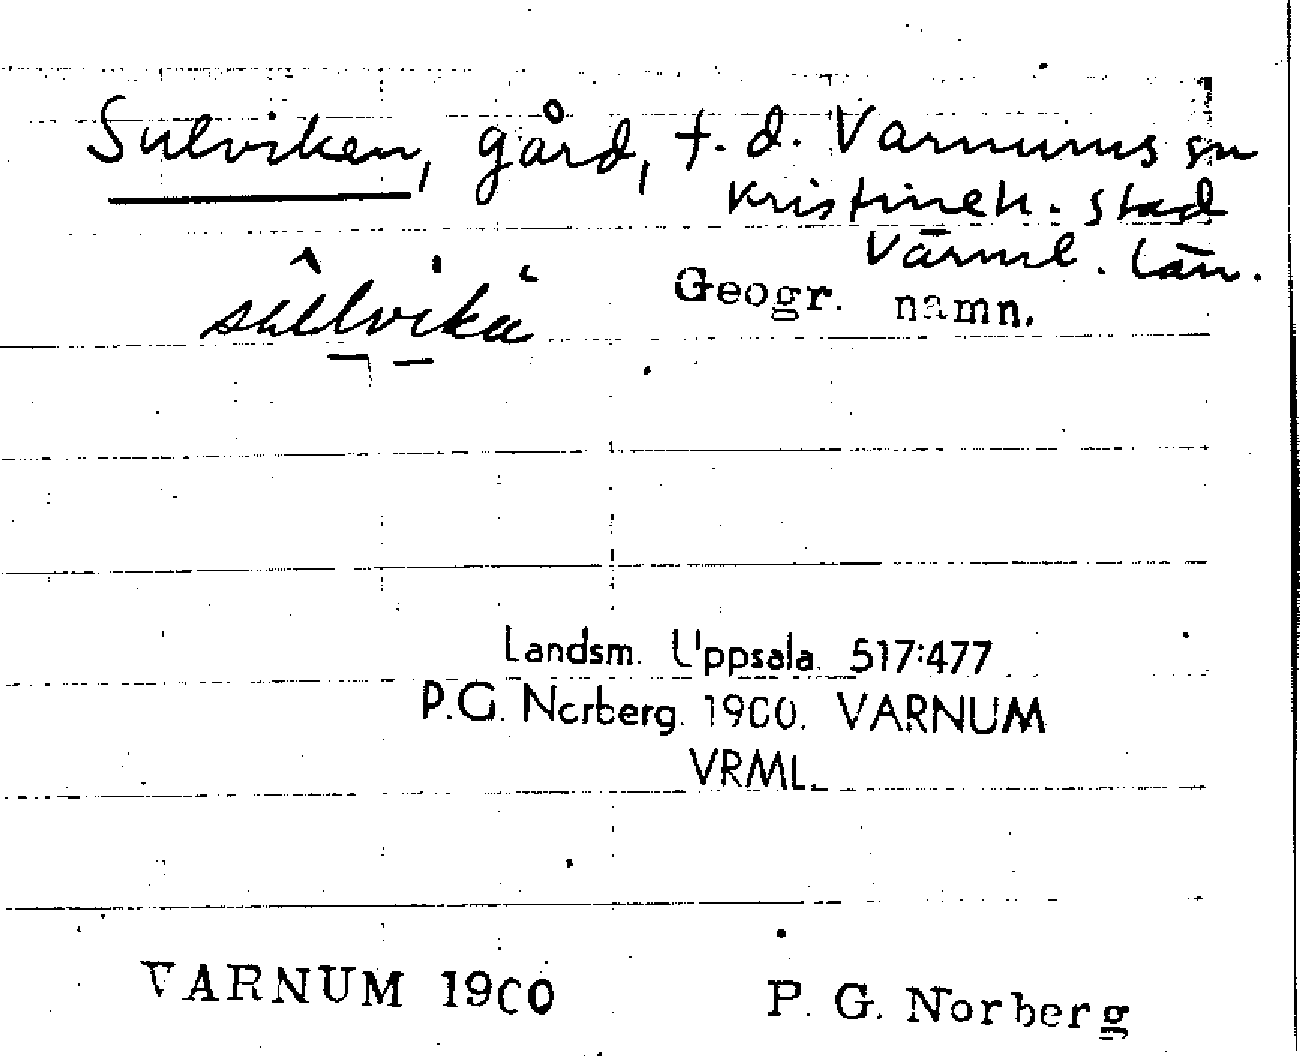 Sulviken, gård, f. d. Varnums sn
Kristineh. stad
Värml. län.
Geogr. namn.
Landsm. Uppsala 517:477
P.G. Norberg. 1900. VARNUM
VRML.
VARNUM 1900 P. G. Norberg